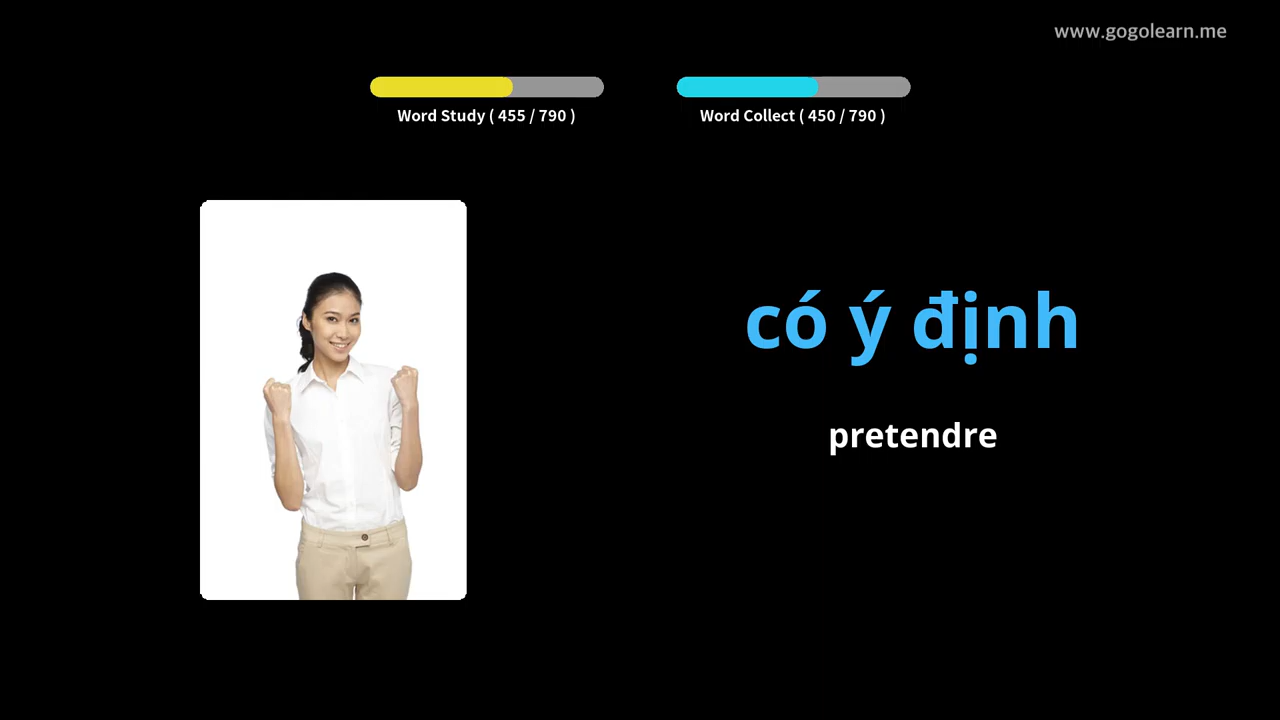 www.gogolearn.me
Word Study ( 455 / 790 )
Word Collect ( 450 / 790 )
có ý định
pretendre